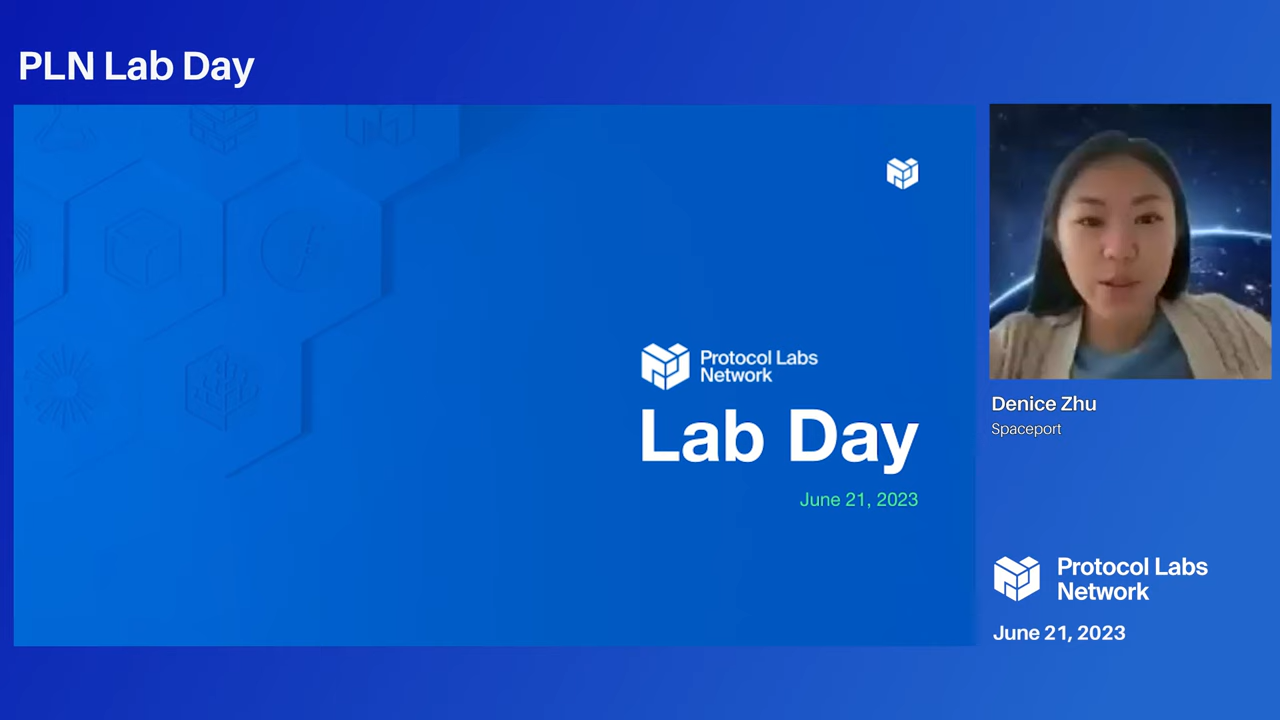 PLN Lab Day
Protocol Labs
Network
Lab Day
June 21, 2023
Denice Zhu
Spaceport
Protocol Labs
Network
June 21, 2023